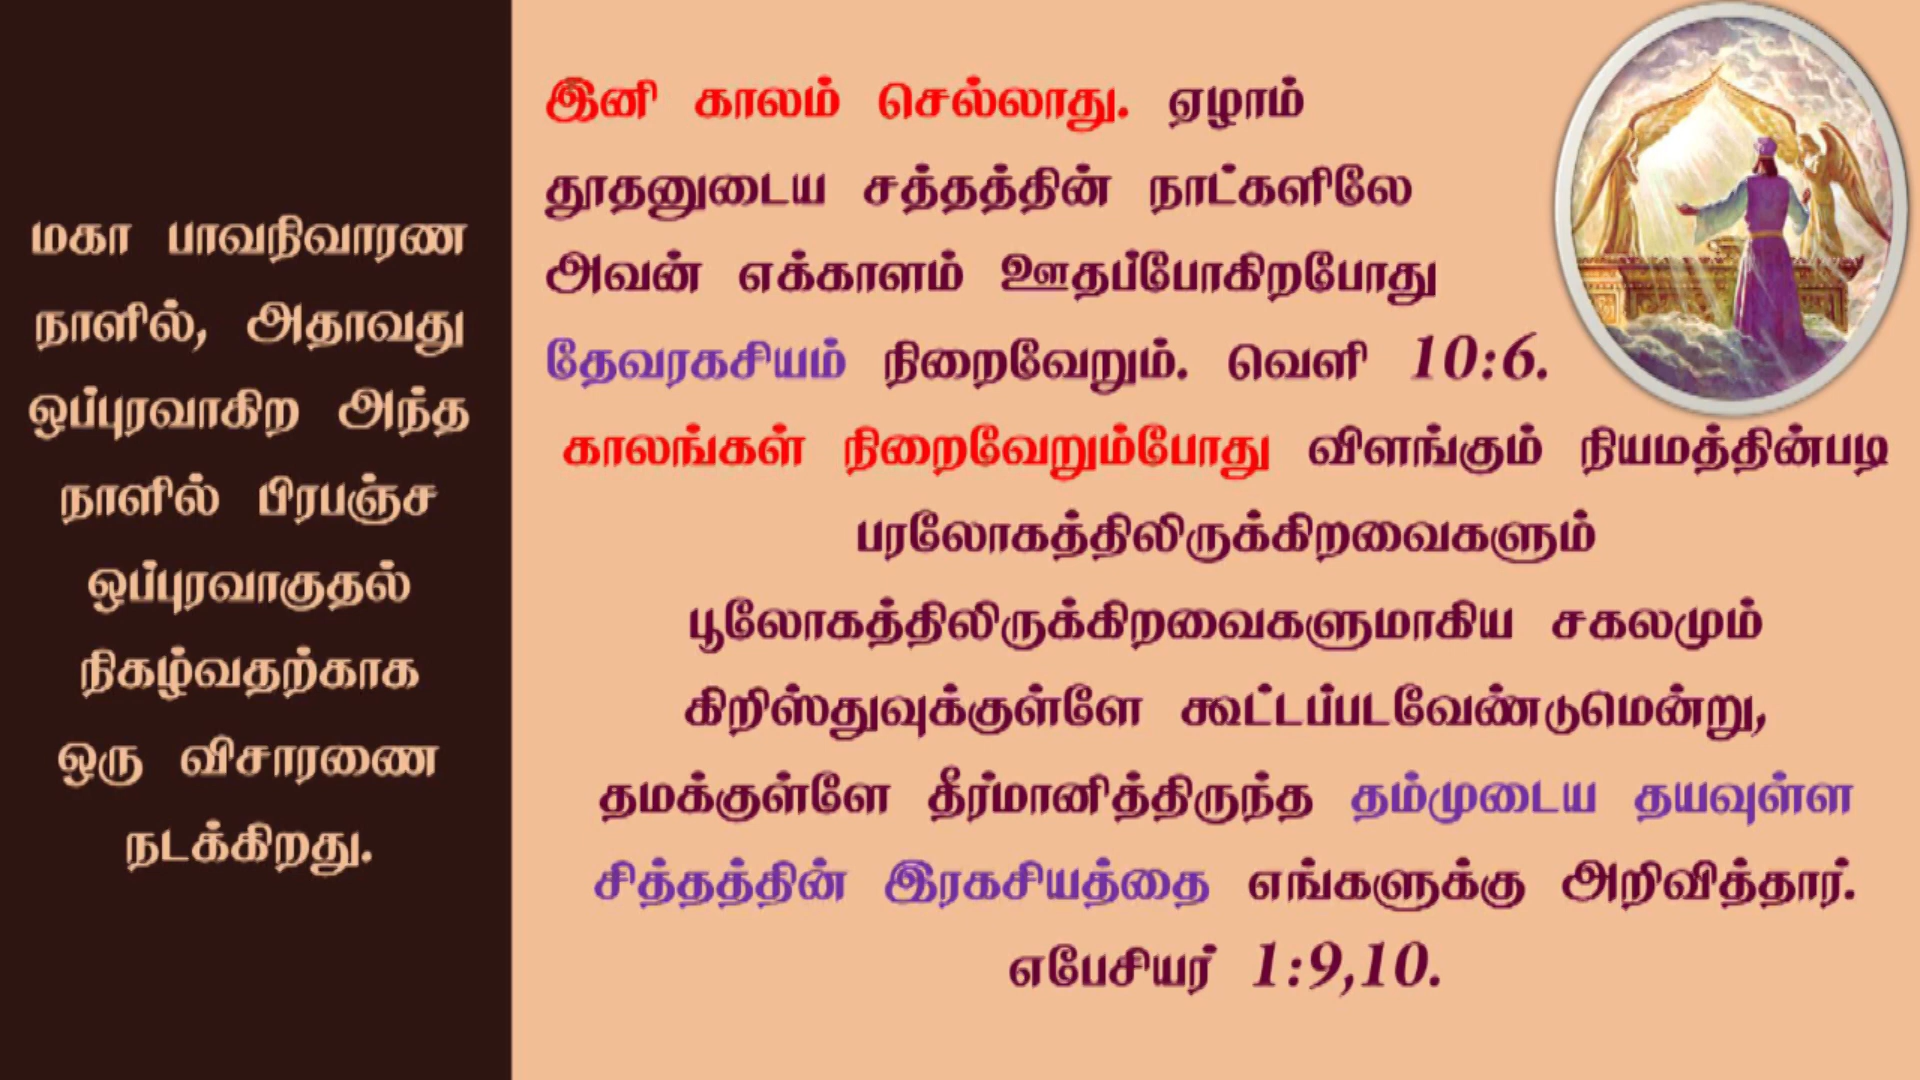 மகா பாவநிவாரண
நாளில், அதாவது
ஒப்புரவாகிற அந்த
நாளில் பிரபஞ்ச
ஒப்புரவாகுதல்
நிகழ்வதற்காக
ஒரு விசாரணை
நடக்கிறது.
இனி காலம் செல்லாது. ஏழாம்
தூதனுடைய சத்தத்தின் நாட்களிலே
அவன் எக்காளம் ஊதப்போகிறபோது
தேவரகசியம் நிறைவேறும். வெளி 10:6.
காலங்கள் நிறைவேறும்போது விளங்கும் நியமத்தின்படி
பரலோகத்திலிருக்கிறவைகளும்
பூலோகத்திலிருக்கிறவைகளுமாகிய சகலமும்
கிறிஸ்துவுக்குள்ளே கூட்டப்படவேண்டுமென்று,
தமக்குள்ளே தீர்மானித்திருந்த தம்முடைய தயவுள்ள
சித்தத்தின் இரகசியத்தை எங்களுக்கு அறிவித்தார்.
எபேசியர் 1:9,10.